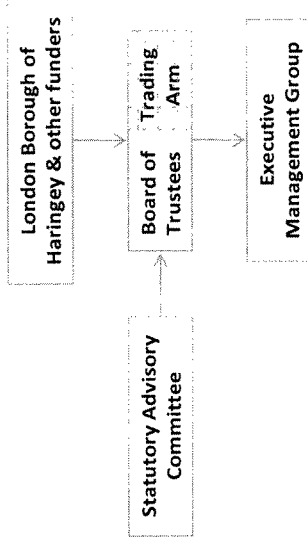 London Borough of
Haringey & other funders
Board of
Trustees
Trading
Arm
Statutory Advisory
Committee
Executive
Management Group